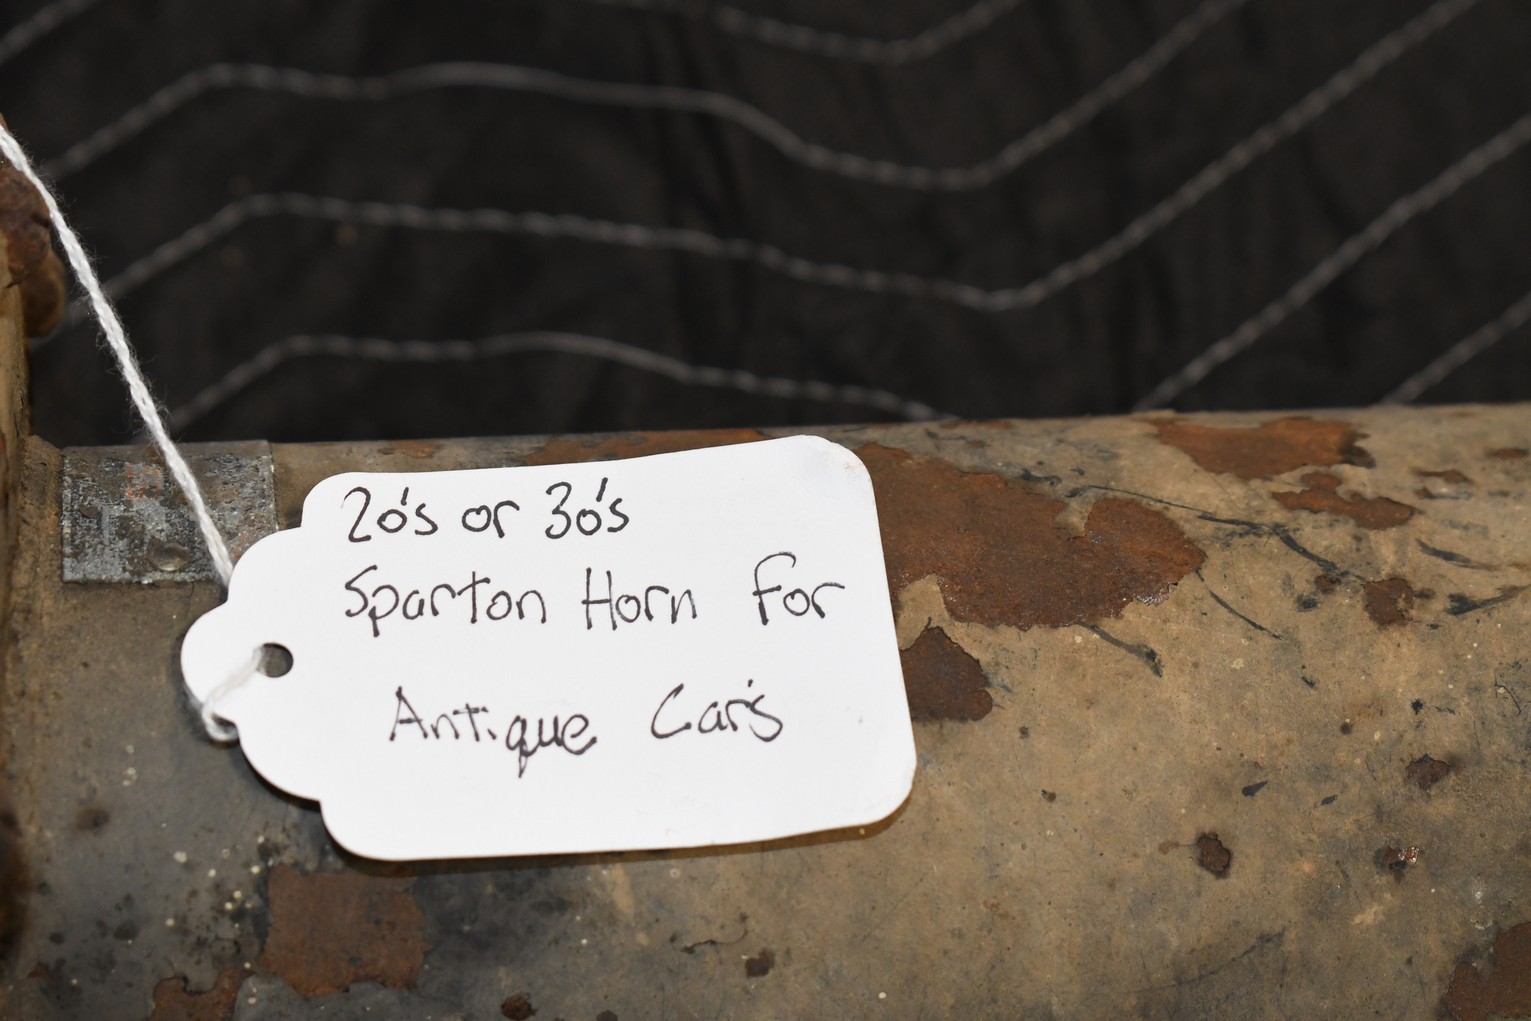 20's or 30's
Sparton Horn For
Antique Car's